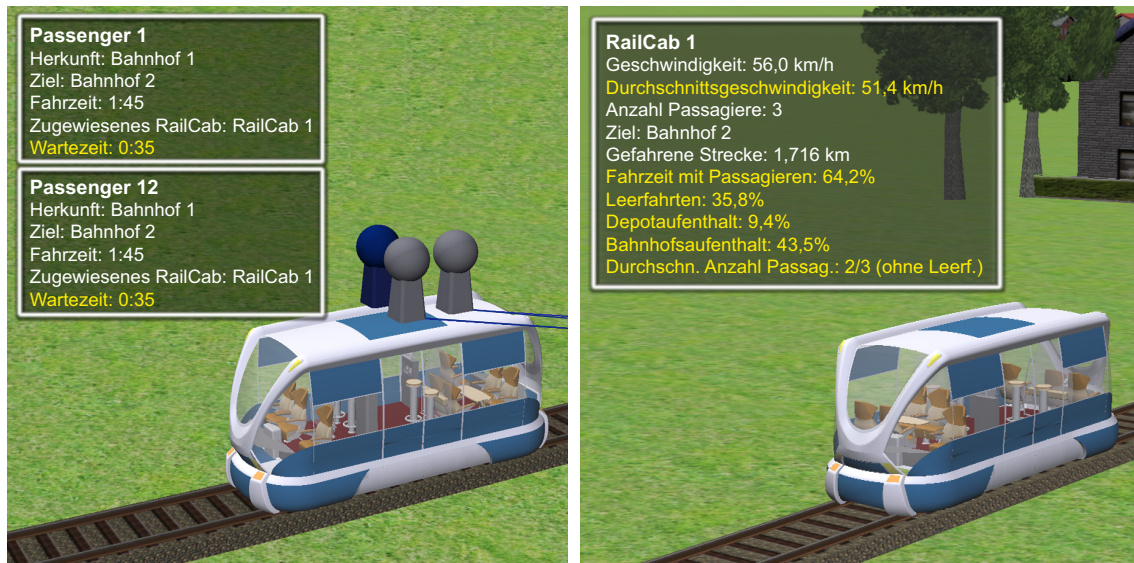 Passenger 1
Herkunft: Bahnhof 1
Ziel: Bahnhof 2
Fahrzeit: 1:45
Zugewiesenes RailCab: RailCab 1
Wartezeit: 0:35
Passenger 12
Herkunft: Bahnhof 1
Ziel: Bahnhof 2
Fahrzeit: 1:45
Zugewiesenes RailCab: RailCab 1
Wartezeit: 0:35
RailCab 1
Geschwindigkeit: 56,0 km/h
Durchschnittsgeschwindigkeit: 51,4 km/h
Anzahl Passagiere: 3
Ziel: Bahnhof 2
Gefahrene Strecke: 1,716 km
Fahrzeit mit Passagieren: 64,2%
Leerfahrten: 35,8%
Depotaufenthalt: 9,4%
Bahnhofsaufenthalt: 43,5%
Durchschn. Anzahl Passag.: 2/3 (ohne Leerf.)